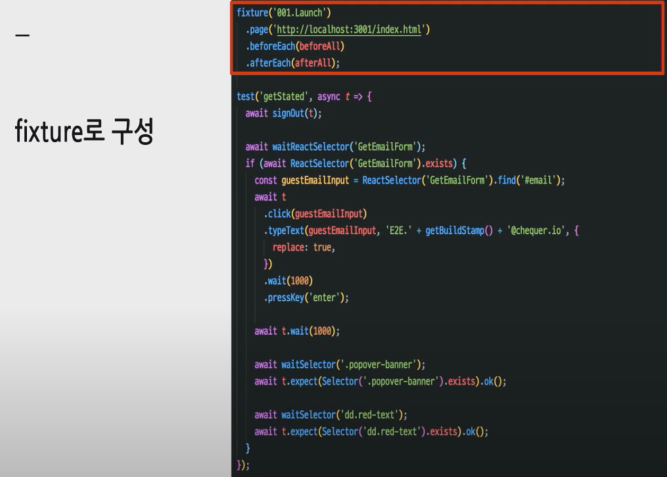 fixture로 구성
fixture('001.Launch')
.page('http://localhost:3001/index.html')
.beforeEach(beforeAll)
.afterEach(afterAll);
test('getStated', async t => {
await signOut(t);
await waitReactSelector('GetEmailForm');
if (await ReactSelector('GetEmailForm').exists) {
const guestEmailInput = ReactSelector('GetEmailForm').find('#email');
await t
.click(guestEmailInput)
.typeText(guestEmailInput, 'E2E.' + getBuildStamp() + '@chequer.io', {
replace: true,
})
.wait(1000)
.pressKey('enter');
await t.wait(1000);
await waitSelector('.popover-banner');
await t.expect(Selector('.popover-banner').exists).ok();
await waitSelector('dd.red-text');
await t.expect(Selector('dd.red-text').exists).ok();
}
});